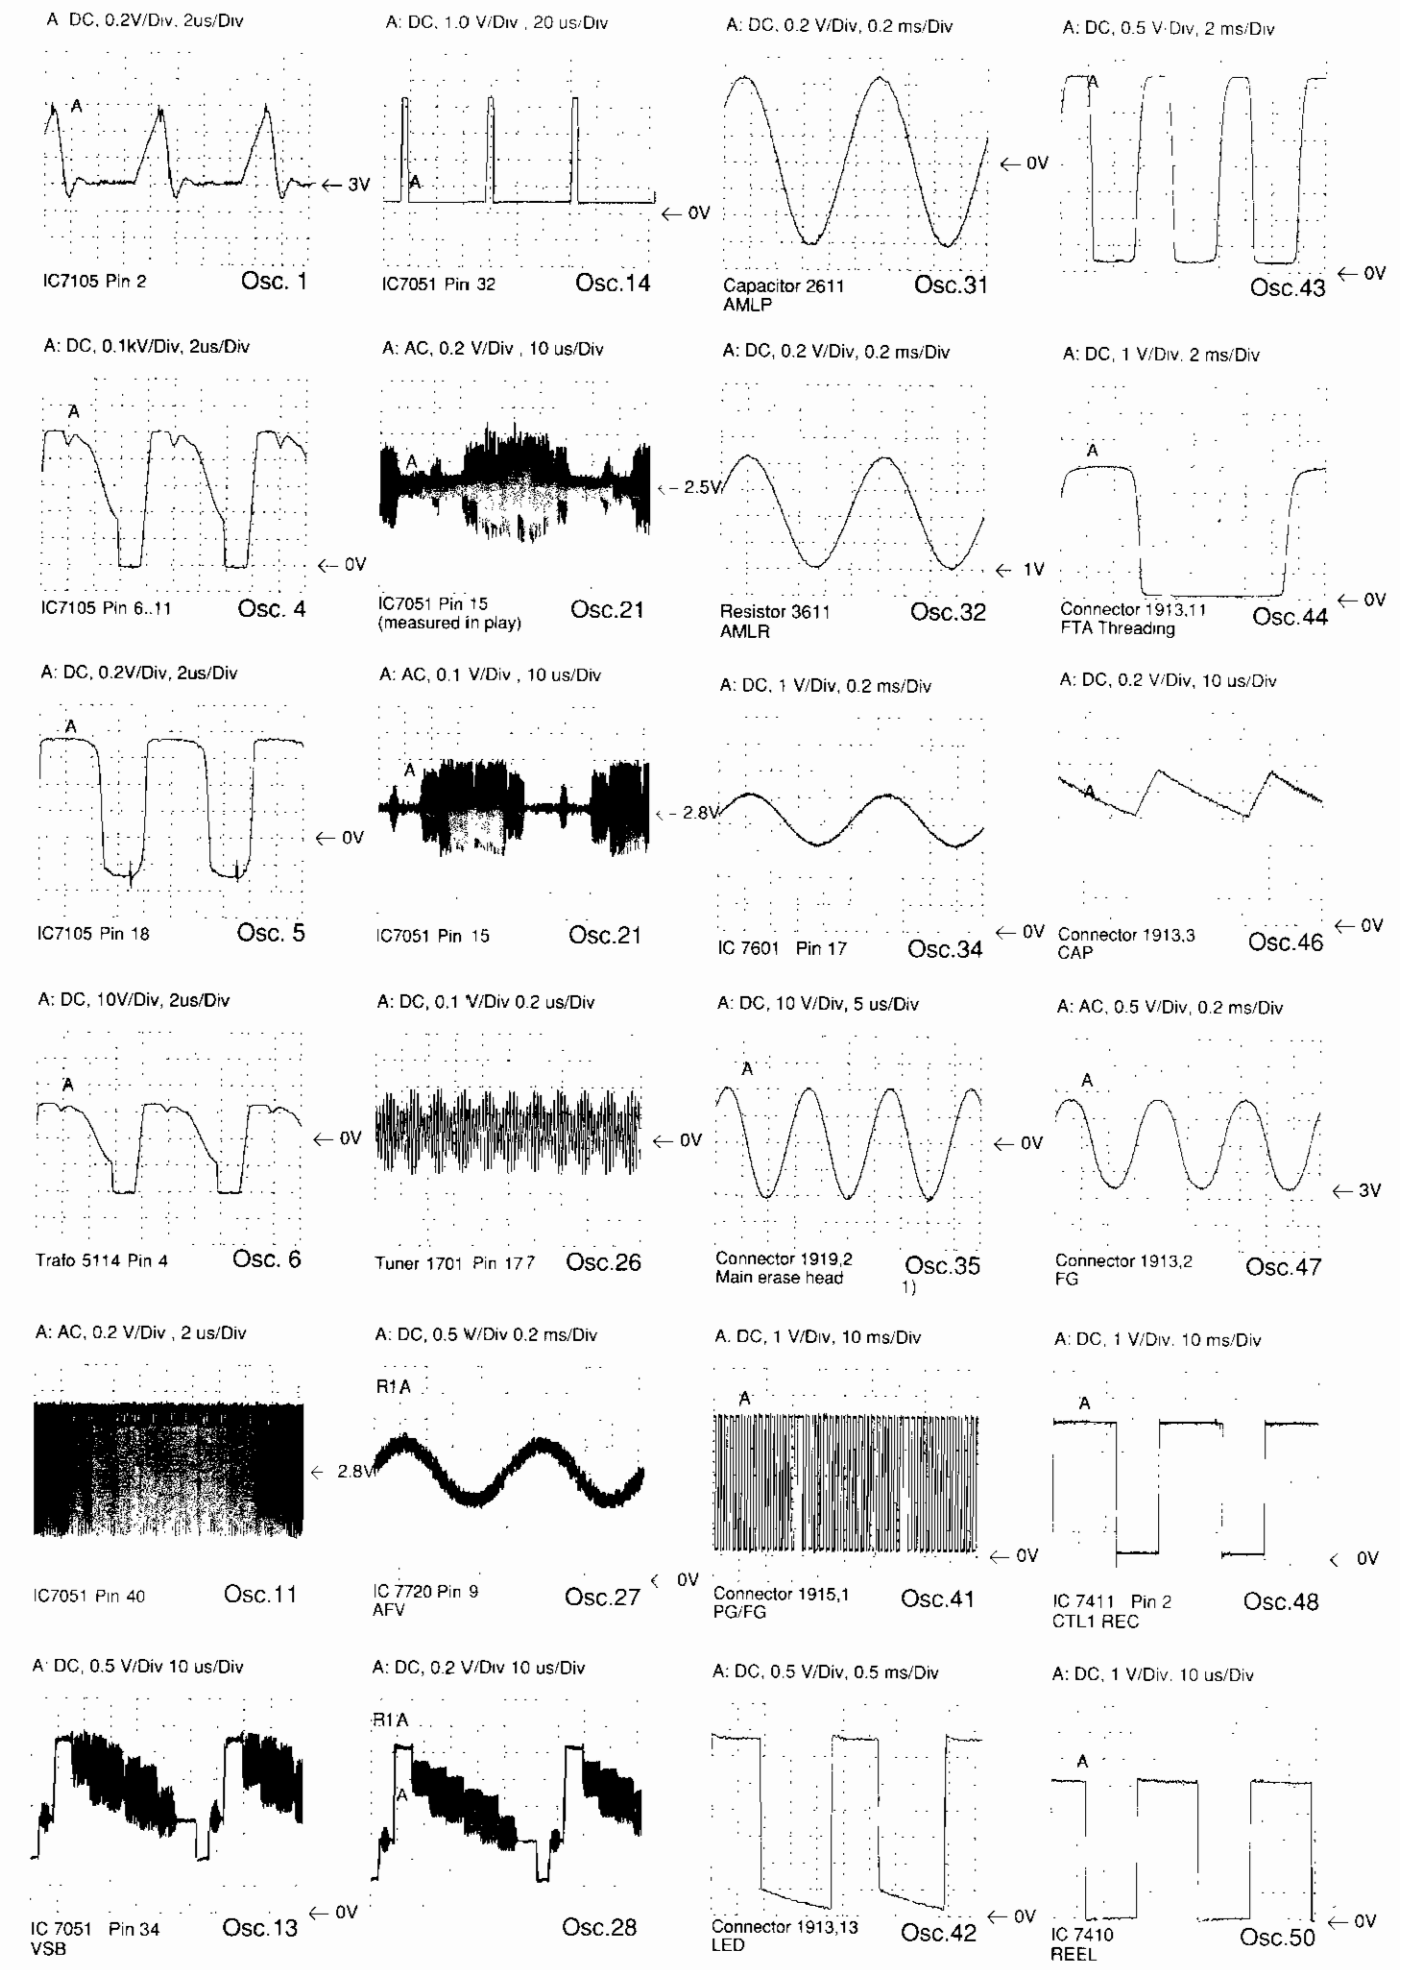 A DC, 0.2V/Div. 2us/Div
A
← 3V
IC7105 Pin 2
Osc. 1
A: DC, 1.0 V/Div , 20 us/Div
A
← 0V
IC7051 Pin 32
Osc.14
A: DC, 0.2 V/Div, 0.2 ms/Div
← 0V
Capacitor 2611
AMLP
Osc.31
A: DC, 0.5 V·Div, 2 ms/Div
A
← 0V
Osc.43
A: DC, 0.1kV/Div, 2us/Div
A
← 0V
IC7105 Pin 6..11
Osc. 4
A: AC, 0.2 V/Div , 10 us/Div
A
← 2.5V
IC7051 Pin 15
(measured in play)
Osc.21
A: DC, 0.2 V/Div, 0.2 ms/Div
← 1V
Resistor 3611
AMLR
Osc.32
A: DC, 1 V/Div. 2 ms/Div
A
← 0V
Connector 1913,11
FTA Threading
Osc.44
A: DC, 0.2V/Div, 2us/Div
A
← 0V
IC7105 Pin 18
Osc. 5
A: AC, 0.1 V/Div , 10 us/Div
A
← 2.8V
IC7051 Pin 15
Osc.21
A: DC, 1 V/Div, 0.2 ms/Div
← 0V
IC 7601 Pin 17
Osc.34
A: DC, 0.2 V/Div, 10 us/Div
A
← 0V
Connector 1913,3
CAP
Osc.46
A: DC, 10V/Div, 2us/Div
A
← 0V
Trafo 5114 Pin 4
Osc. 6
A: DC, 0.1 V/Div 0.2 us/Div
← 0V
Tuner 1701 Pin 17 7
Osc.26
A: DC, 10 V/Div, 5 us/Div
A
← 0V
Connector 1919,2
Main erase head
Osc.35
1)
A: AC, 0.5 V/Div, 0.2 ms/Div
A
← 3V
Connector 1913,2
FG
Osc.47
A: AC, 0.2 V/Div , 2 us/Div
← 2.8V
IC7051 Pin 40
Osc.11
A: DC, 0.5 V/Div 0.2 ms/Div
R1A
← 0V
IC 7720 Pin 9
AFV
Osc.27
A. DC, 1 V/Div, 10 ms/Div
A
← 0V
Connector 1915,1
PG/FG
Osc.41
A: DC, 1 V/Div. 10 ms/Div
A
← 0V
IC 7411 Pin 2
CTL1 REC
Osc.48
A: DC, 0.5 V/Div 10 us/Div
← 0V
IC 7051 Pin 34
VSB
Osc.13
A: DC, 0.2 V/Div 10 us/Div
R1A
A
Osc.28
A: DC, 0.5 V/Div, 0.5 ms/Div
← 0V
Connector 1913,13
LED
Osc.42
A: DC, 1 V/Div. 10 us/Div
A
← 0V
IC 7410
REEL
Osc.50